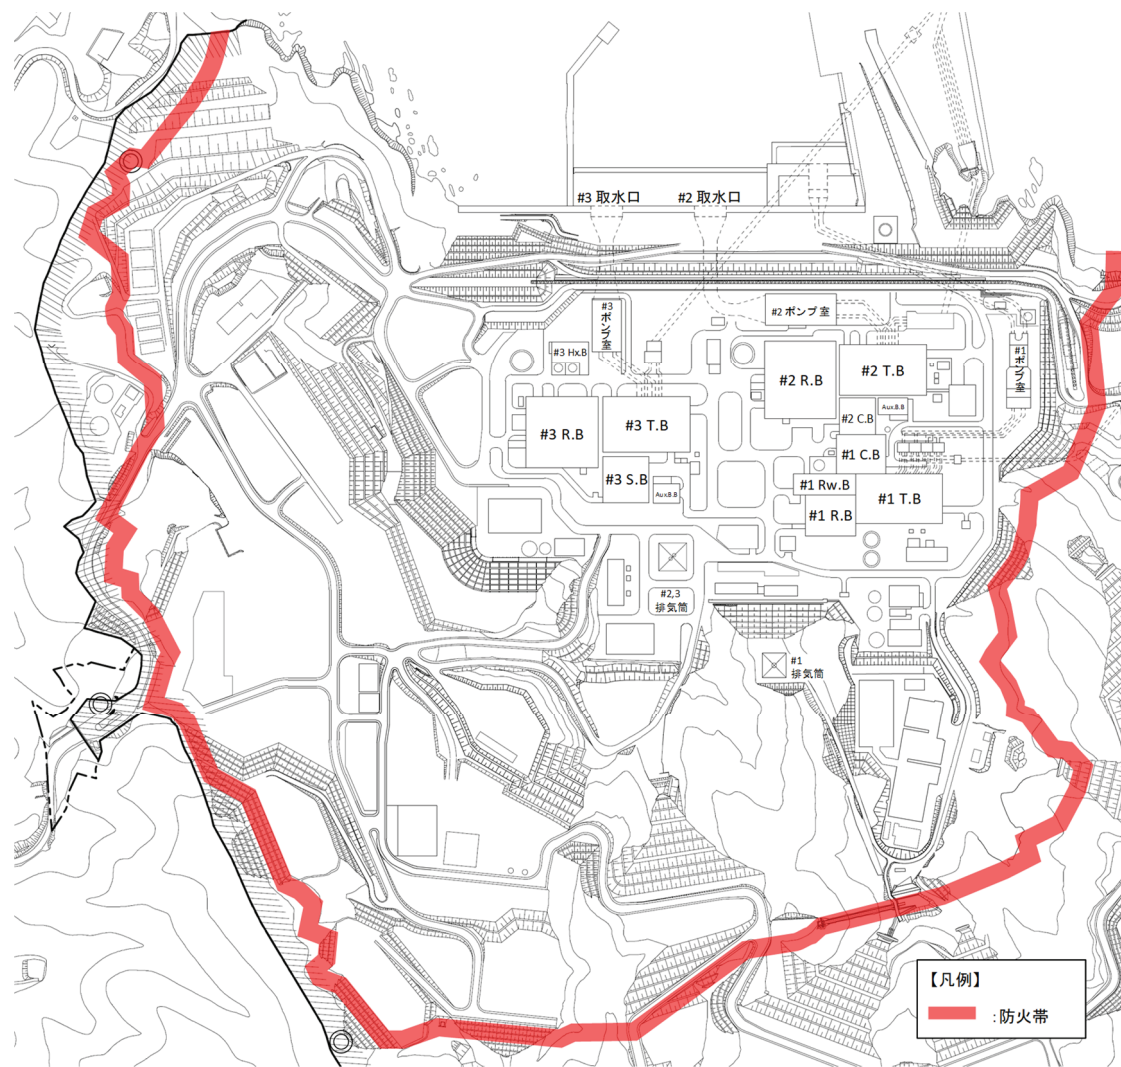 #3 取水口
#2 取水口
#3
ポンプ室
#2 ポンプ室
#1
ポンプ室
#3 Hx.B
#2 R.B
#2 T.B
Aux.B.B
#2 C.B
#3 R.B
#3 T.B
#1 C.B
#3 S.B
Aux.B.B
#1 Rw.B
#1 T.B
#1 R.B
#2,3
排気筒
#1
排気筒
【凡例】
:防火帯